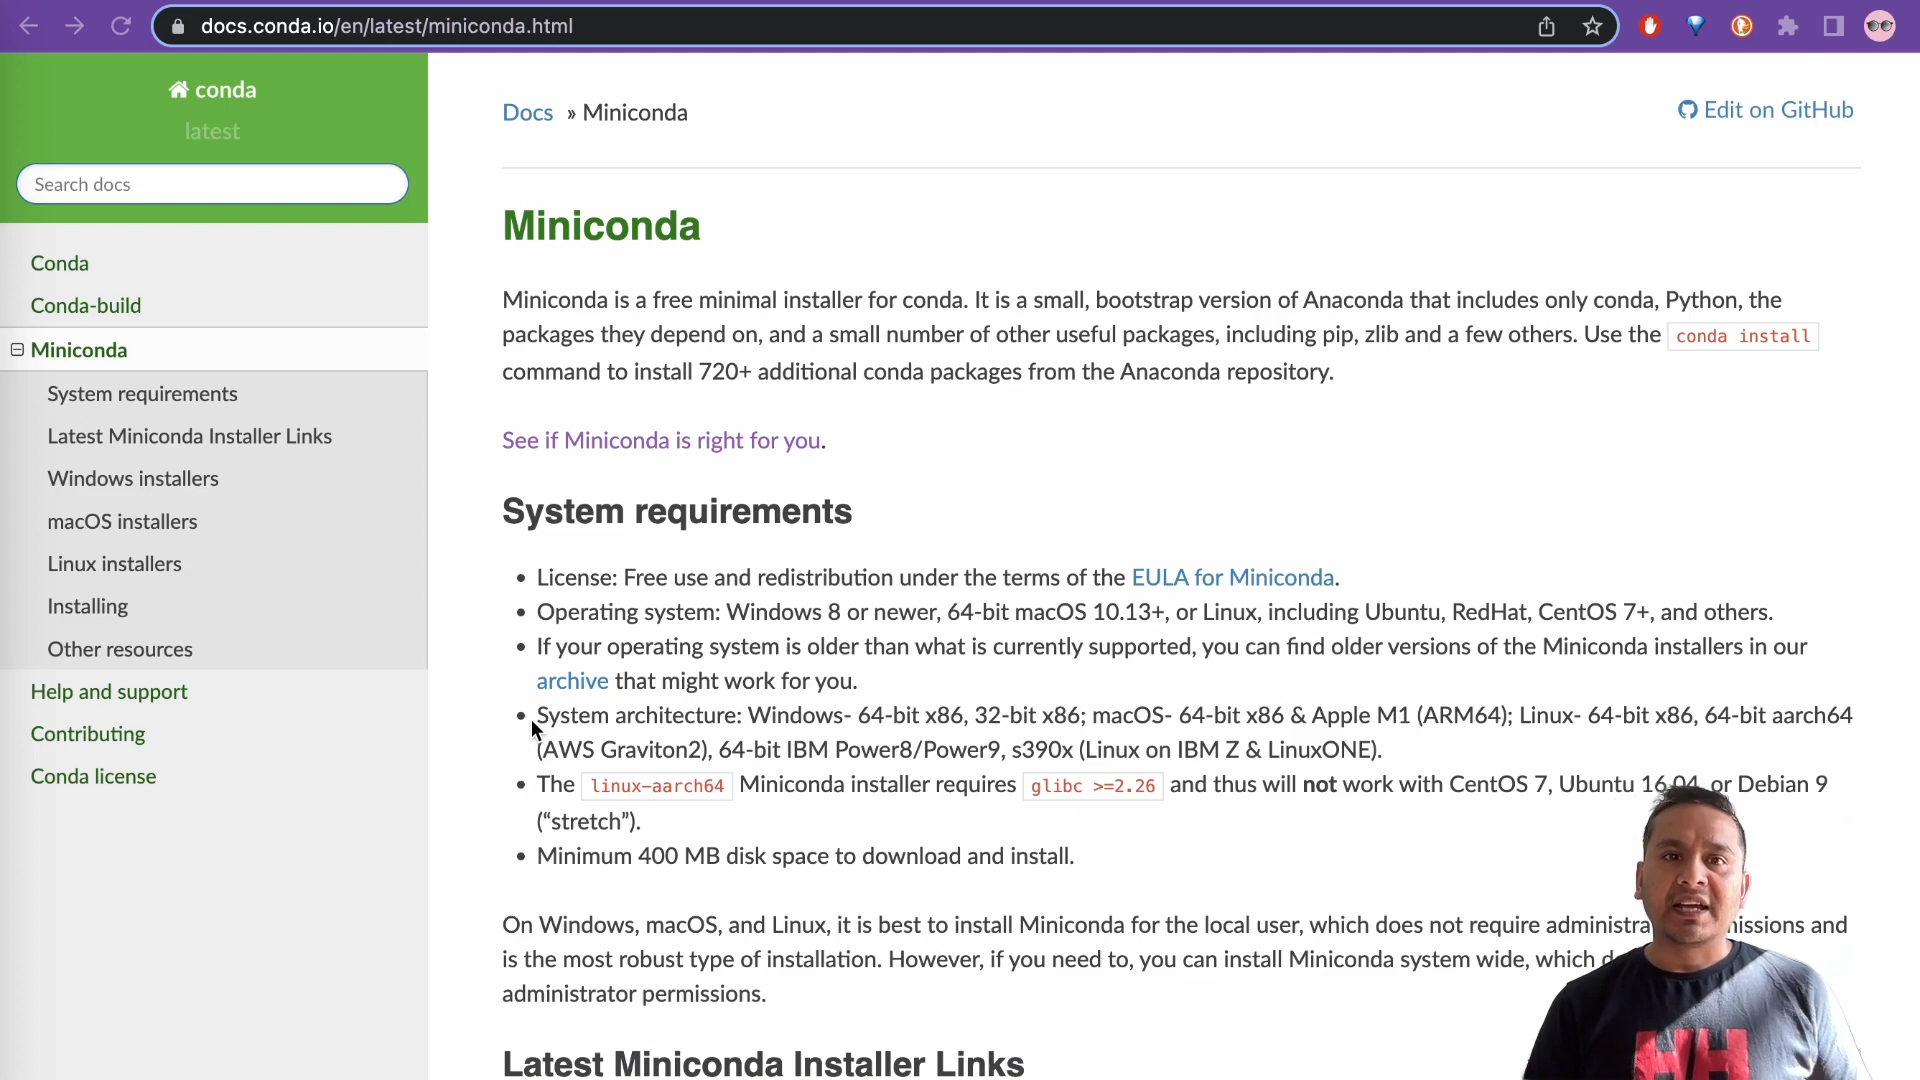 docs.conda.io/en/latest/miniconda.html
conda
latest
Search docs
Conda
Conda-build
Miniconda
System requirements
Latest Miniconda Installer Links
Windows installers
macOS installers
Linux installers
Installing
Other resources
Help and support
Contributing
Conda license
Docs » Miniconda
Edit on GitHub
Miniconda
Miniconda is a free minimal installer for conda. It is a small, bootstrap version of Anaconda that includes only conda, Python, the
packages they depend on, and a small number of other useful packages, including pip, zlib and a few others. Use the conda install
command to install 720+ additional conda packages from the Anaconda repository.
See if Miniconda is right for you.
System requirements
• License: Free use and redistribution under the terms of the EULA for Miniconda.
• Operating system: Windows 8 or newer, 64-bit macOS 10.13+, or Linux, including Ubuntu, RedHat, CentOS 7+, and others.
• If your operating system is older than what is currently supported, you can find older versions of the Miniconda installers in our
archive that might work for you.
• System architecture: Windows- 64-bit x86, 32-bit x86; macOS- 64-bit x86 & Apple M1 (ARM64); Linux- 64-bit x86, 64-bit aarch64
(AWS Graviton2), 64-bit IBM Power8/Power9, s390x (Linux on IBM Z & LinuxONE).
• The linux-aarch64 Miniconda installer requires glibc >=2.26 and thus will not work with CentOS 7, Ubuntu 16.04, or Debian 9
(“stretch”).
• Minimum 400 MB disk space to download and install.
On Windows, macOS, and Linux, it is best to install Miniconda for the local user, which does not require administra missions and
is the most robust type of installation. However, if you need to, you can install Miniconda system wide, which
administrator permissions.
Latest Miniconda Installer Links
HH